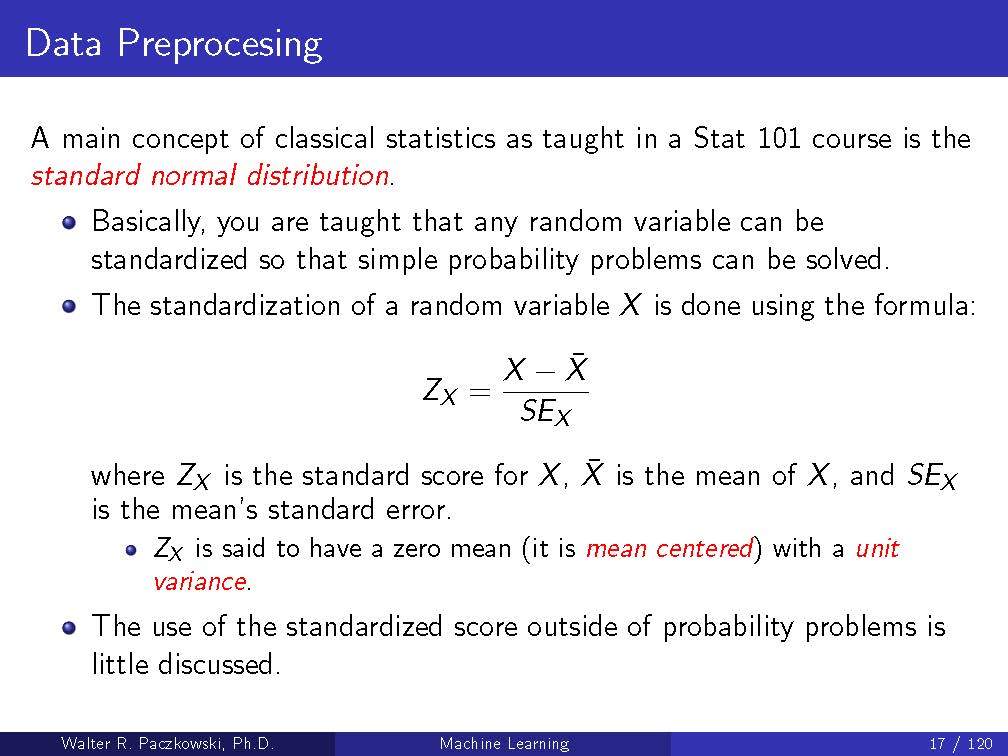 Data Preprocesing
A main concept of classical statistics as taught in a Stat 101 course is the
standard normal distribution.
Basically, you are taught that any random variable can be
standardized so that simple probability problems can be solved.
The standardization of a random variable X is done using the formula:
Z_X = (X − X̄) / SE_X
where Z_X is the standard score for X, X̄ is the mean of X, and SE_X
is the mean's standard error.
Z_X is said to have a zero mean (it is mean centered) with a unit
variance.
The use of the standardized score outside of probability problems is
little discussed.
Walter R. Paczkowski, Ph.D. Machine Learning 17 / 120